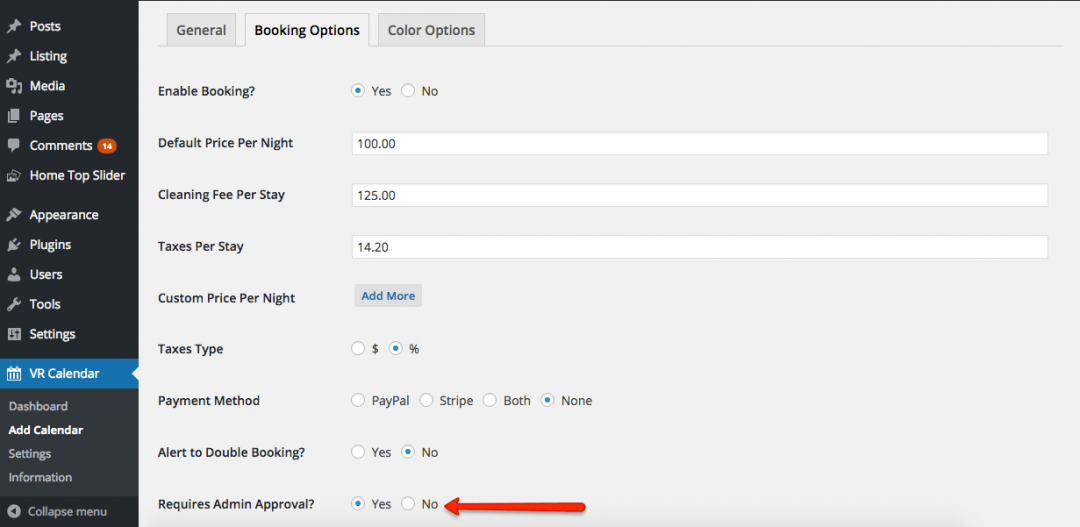 Posts
Listing
Media
Pages
Comments 14
Home Top Slider
Appearance
Plugins
Users
Tools
Settings
VR Calendar
Dashboard
Add Calendar
Settings
Information
Collapse menu
General Booking Options Color Options
Enable Booking? Yes No
Default Price Per Night 100.00
Cleaning Fee Per Stay 125.00
Taxes Per Stay 14.20
Custom Price Per Night Add More
Taxes Type $ %
Payment Method PayPal Stripe Both None
Alert to Double Booking? Yes No
Requires Admin Approval? Yes No